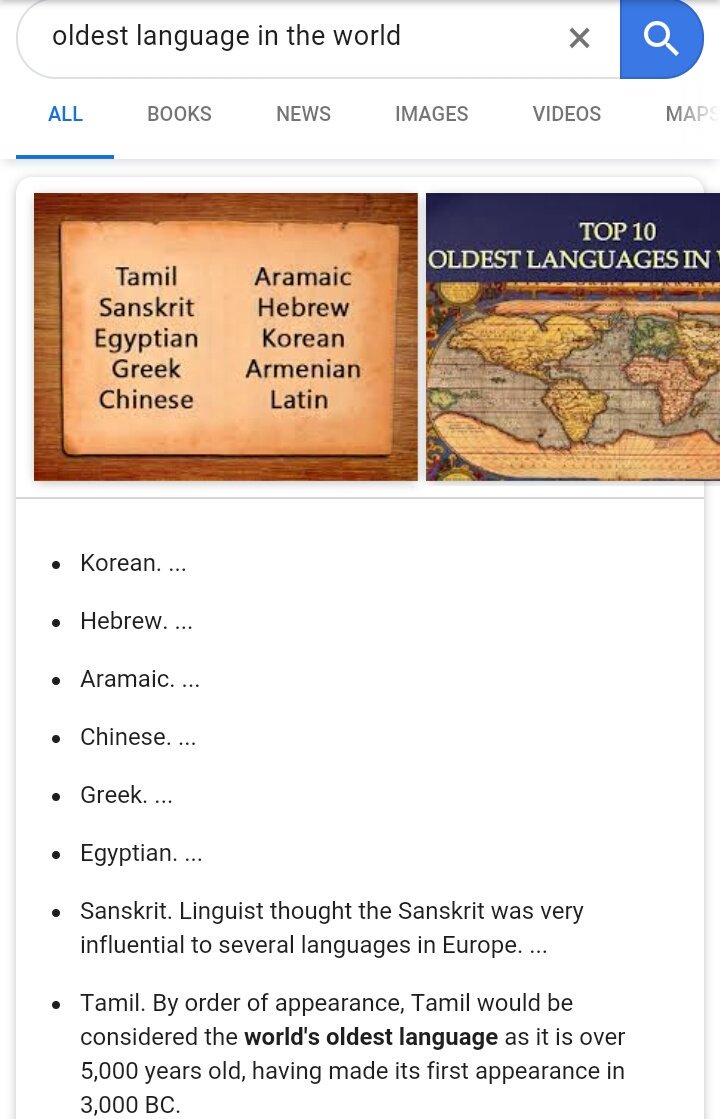 oldest language in the world
ALL BOOKS NEWS IMAGES VIDEOS MAPS
Tamil Aramaic
Sanskrit Hebrew
Egyptian Korean
Greek Armenian
Chinese Latin
TOP 10
OLDEST LANGUAGES IN
• Korean. ...
• Hebrew. ...
• Aramaic. ...
• Chinese. ...
• Greek. ...
• Egyptian. ...
• Sanskrit. Linguist thought the Sanskrit was very
influential to several languages in Europe. ...
• Tamil. By order of appearance, Tamil would be
considered the world's oldest language as it is over
5,000 years old, having made its first appearance in
3,000 BC.